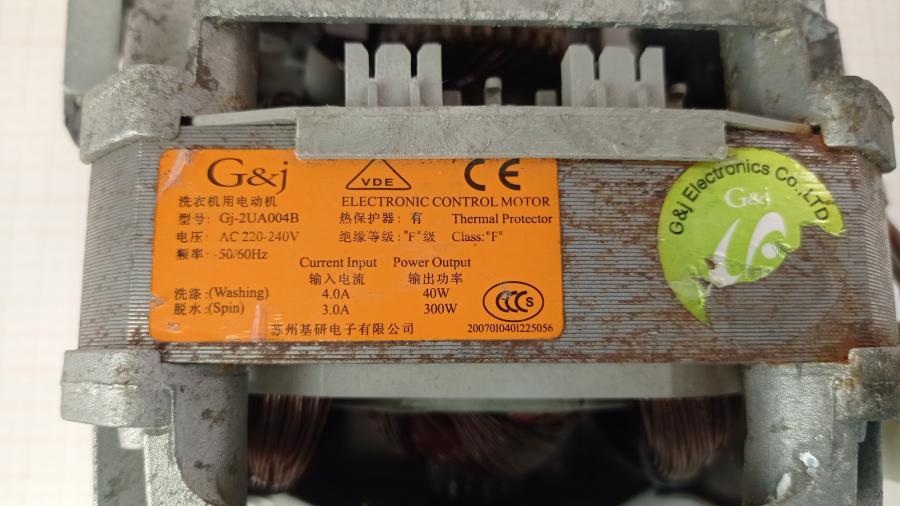 G&j
VDE
CE
洗衣机用电动机
ELECTRONIC CONTROL MOTOR
型号: Gj-2UA004B
热保护器: 有 Thermal Protector
电压: AC 220-240V
绝缘等级:"F"级 Class:"F"
频率: -50/60Hz
Current Input Power Output
输入电流 输出功率
洗涤:(Washing) 4.0A 40W
脱水:(Spin) 3.0A 300W
CCC S
苏州基研电子有限公司
2007010401225056
G&j Electronics Co.,LTD
G&j